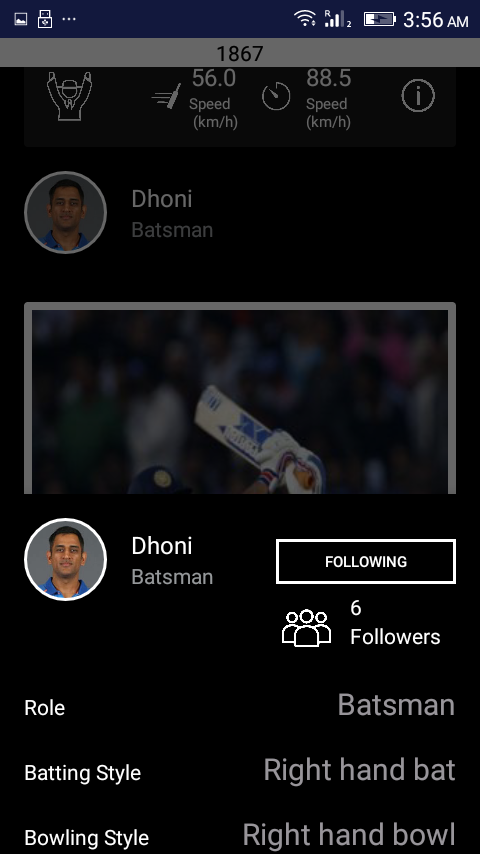 R
2
3:56 AM
1867
56.0
88.5
Speed
(km/h)
Speed
(km/h)
Dhoni
Batsman
Dhoni
Batsman
FOLLOWING
6
Followers
Role
Batsman
Batting Style
Right hand bat
Bowling Style
Right hand bowl